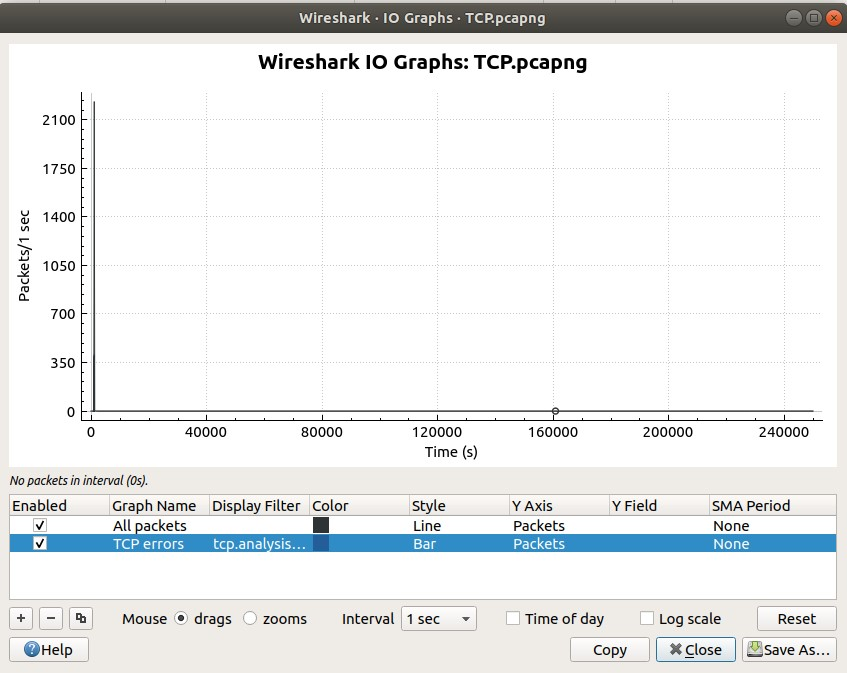 Wireshark · IO Graphs · TCP.pcapng
Wireshark IO Graphs: TCP.pcapng
2100
1750
1400
1050
700
350
0
Packets/1 sec
0 40000 80000 120000 160000 200000 240000
Time (s)
No packets in interval (0s).
Enabled Graph Name Display Filter Color Style Y Axis Y Field SMA Period
All packets Line Packets None
TCP errors tcp.analysis... Bar Packets None
+ − Mouse drags zooms Interval 1 sec Time of day Log scale Reset
Help Copy Close Save As...